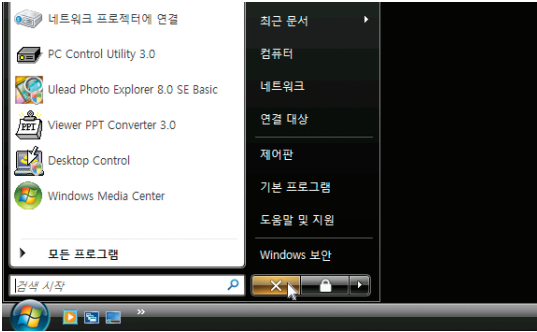 네트워크 프로젝터에 연결
PC Control Utility 3.0
Ulead Photo Explorer 8.0 SE Basic
PPT
Viewer PPT Converter 3.0
Desktop Control
Windows Media Center
모든 프로그램
검색 시작
최근 문서
컴퓨터
네트워크
연결 대상
제어판
기본 프로그램
도움말 및 지원
Windows 보안